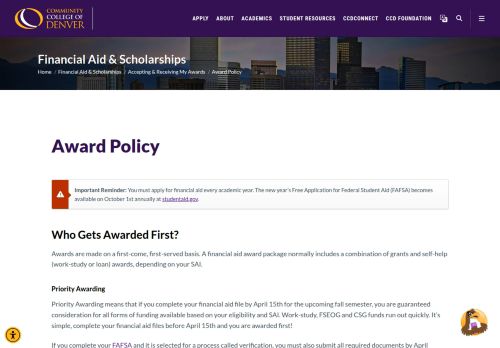 COMMUNITY
COLLEGE OF
DENVER
APPLY ABOUT ACADEMICS STUDENT RESOURCES CCDCONNECT CCD FOUNDATION
Financial Aid & Scholarships
Home / Financial Aid & Scholarships / Accepting & Receiving My Awards / Award Policy
Award Policy
Important Reminder: You must apply for financial aid every academic year. The new year's Free Application for Federal Student Aid (FAFSA) becomes
available on October 1st annually at studentaid.gov.
Who Gets Awarded First?
Awards are made on a first-come, first-served basis. A financial aid award package normally includes a combination of grants and self-help
(work-study or loan) awards, depending on your SAI.
Priority Awarding
Priority Awarding means that if you complete your financial aid file by April 15th for the upcoming fall semester, you are guaranteed
consideration for all forms of funding available based on your eligibility and SAI. Work-study, FSEOG and CSG funds run out quickly. It's
simple, complete your financial aid files before April 15th and you are awarded first!
If you complete your FAFSA and it is selected for a process called verification, you must also submit all required documents by April